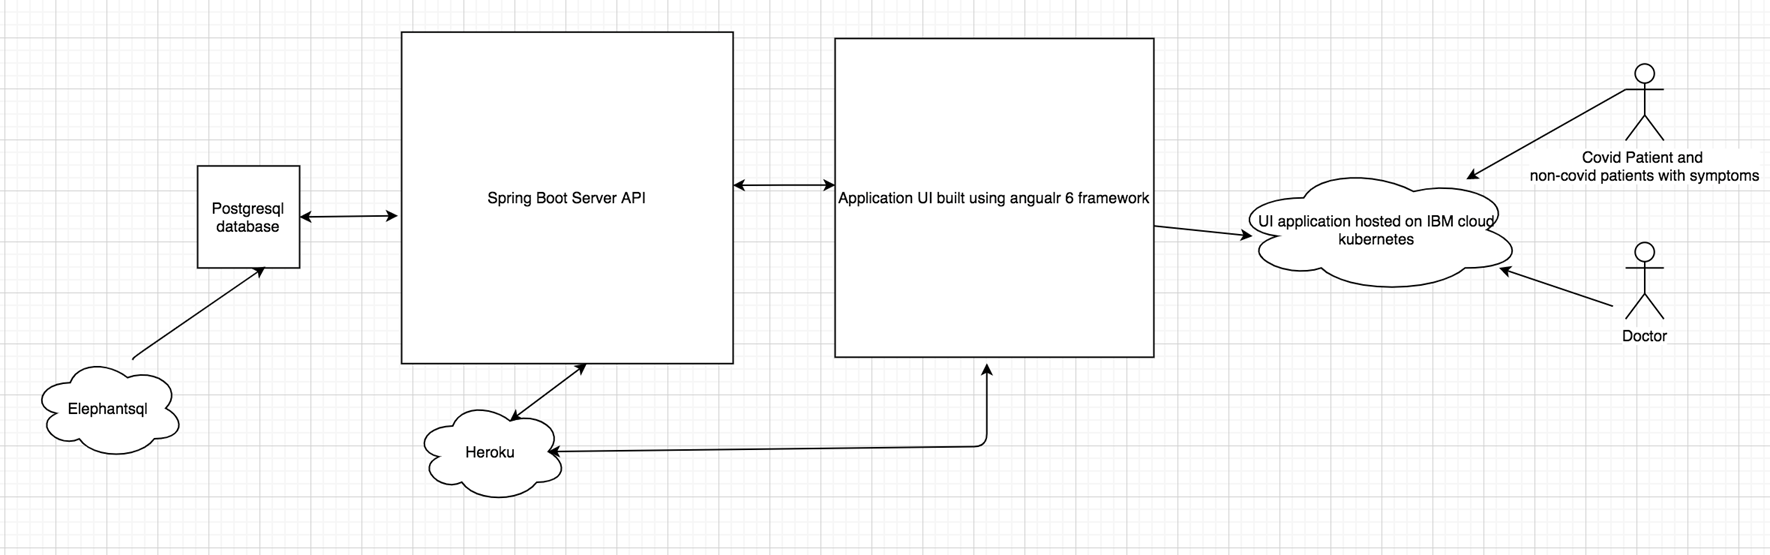 Postgresql
database
Elephantsql
Spring Boot Server API
Heroku
Application UI built using angualr 6 framework
UI application hosted on IBM cloud
kubernetes
Covid Patient and
non-covid patients with symptoms
Doctor